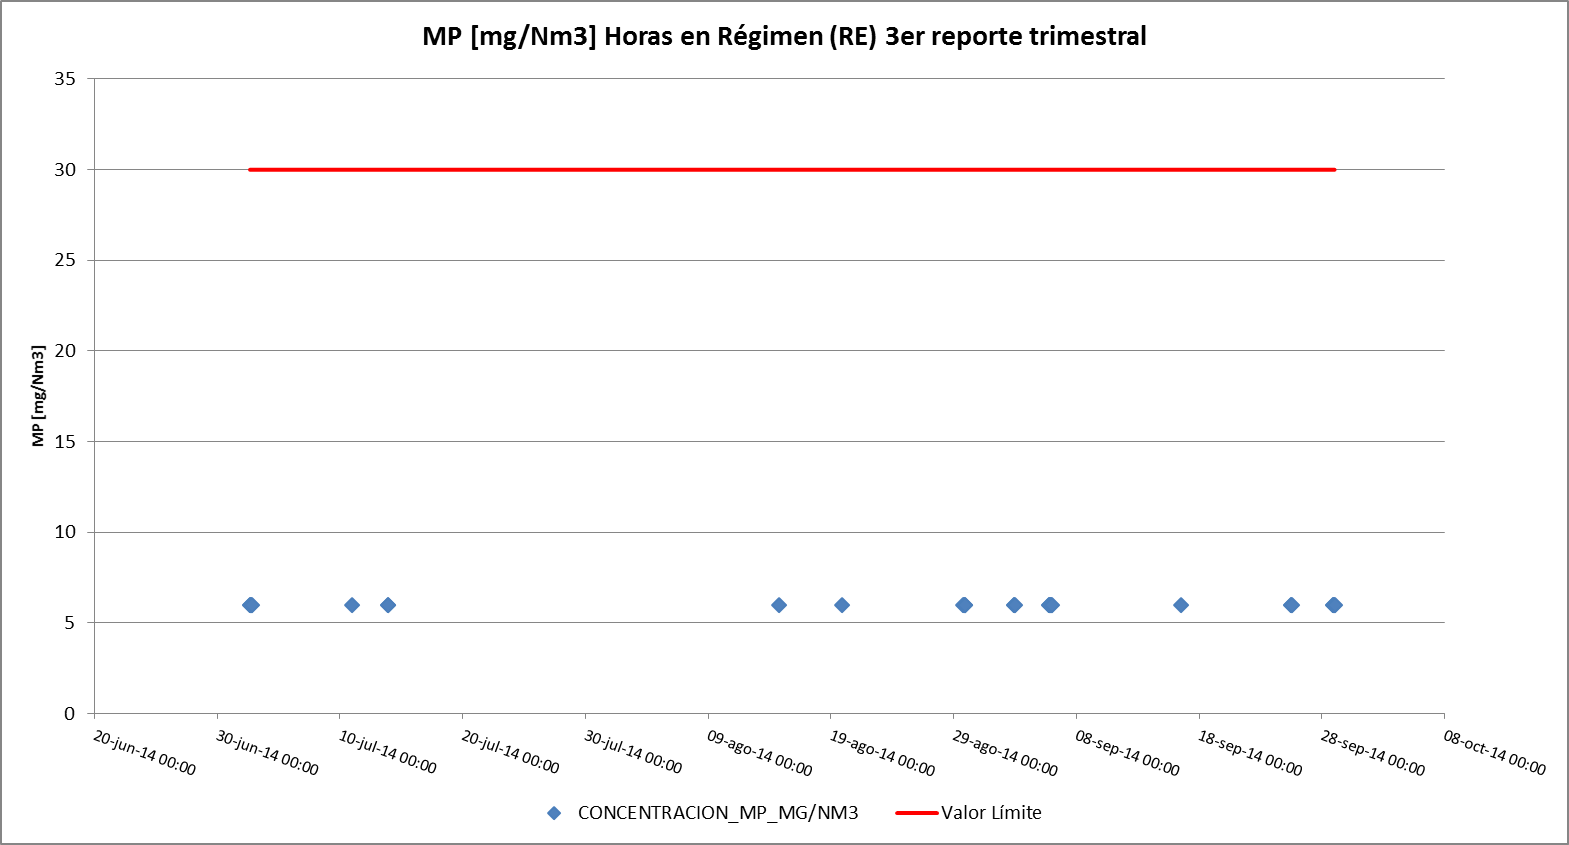 MP [mg/Nm3] Horas en Régimen (RE) 3er reporte trimestral
35
30
25
20
15
10
5
0
MP [mg/Nm3]
20-jun-14 00:00
30-jun-14 00:00
10-jul-14 00:00
20-jul-14 00:00
30-jul-14 00:00
09-ago-14 00:00
19-ago-14 00:00
29-ago-14 00:00
08-sep-14 00:00
18-sep-14 00:00
28-sep-14 00:00
08-oct-14 00:00
CONCENTRACION_MP_MG/NM3
Valor Límite